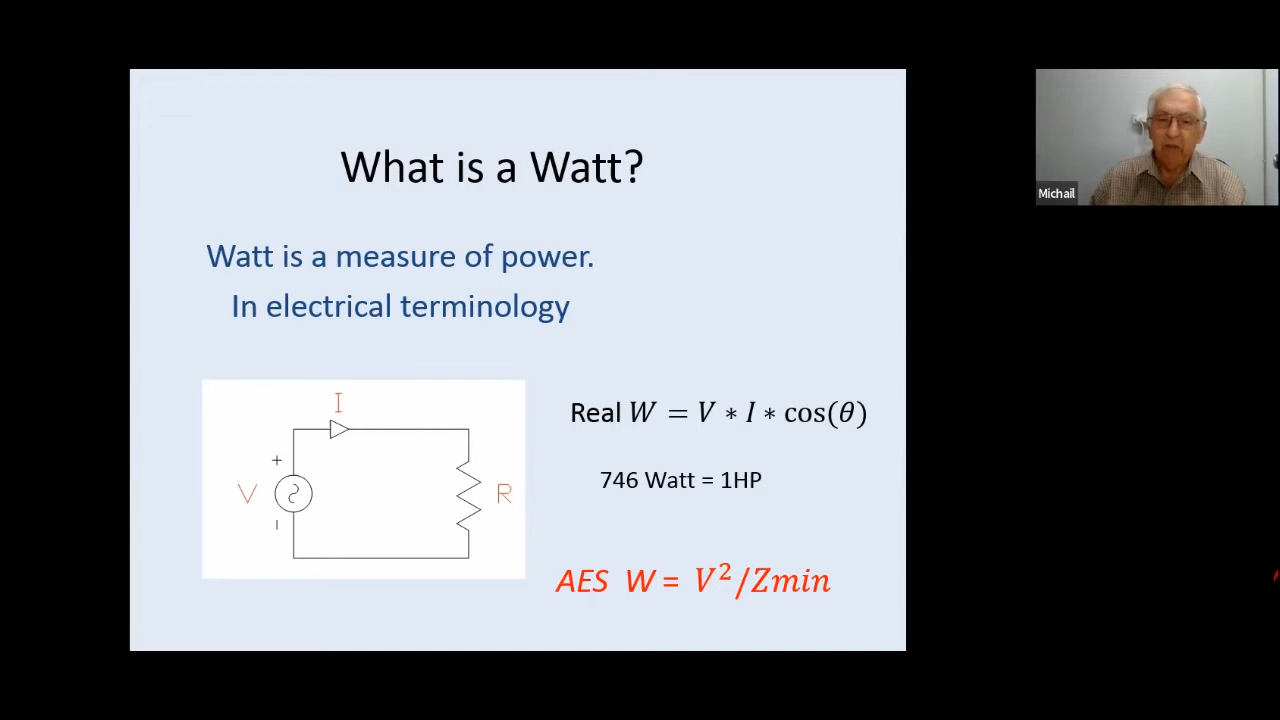 What is a Watt?
Watt is a measure of power.
In electrical terminology
I
+
V
R
Real W = V ∗ I ∗ cos(θ)
746 Watt = 1HP
AES W = V²/Zmin
Michail